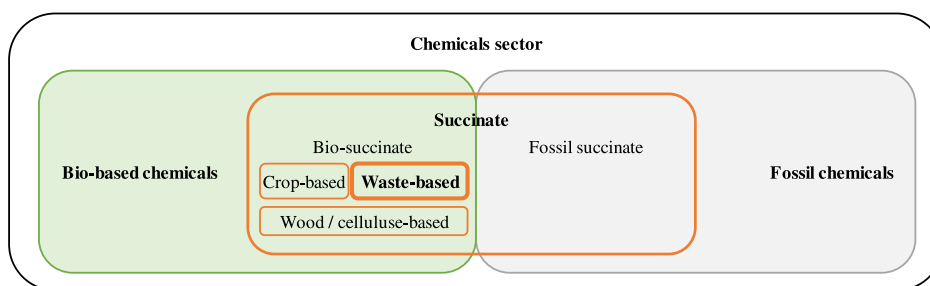 Chemicals sector
Succinate
Bio-succinate
Fossil succinate
Bio-based chemicals
Crop-based
Waste-based
Fossil chemicals
Wood / celluluse-based